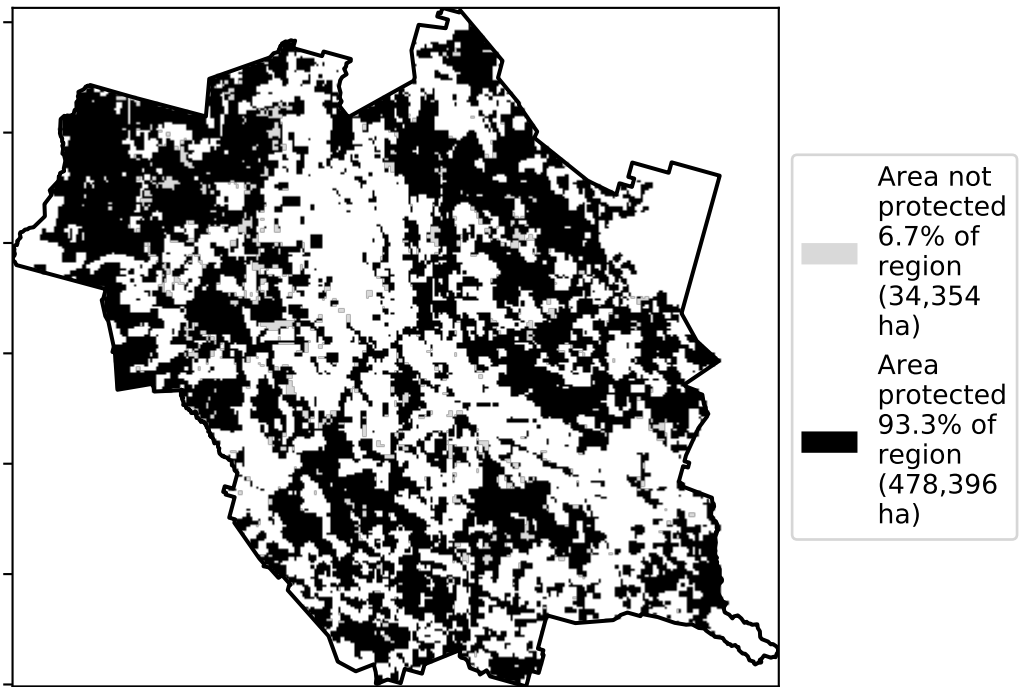 Area not
protected
6.7% of
region
(34,354
ha)
Area
protected
93.3% of
region
(478,396
ha)